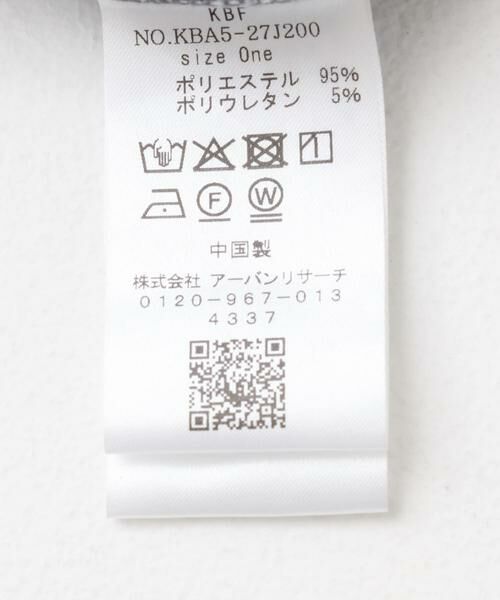 KBF
NO.KBA5-27J200
size One
ポリエステル 95%
ポリウレタン 5%
F W
中国製
株式会社 アーバンリサーチ
0120-967-013
4337